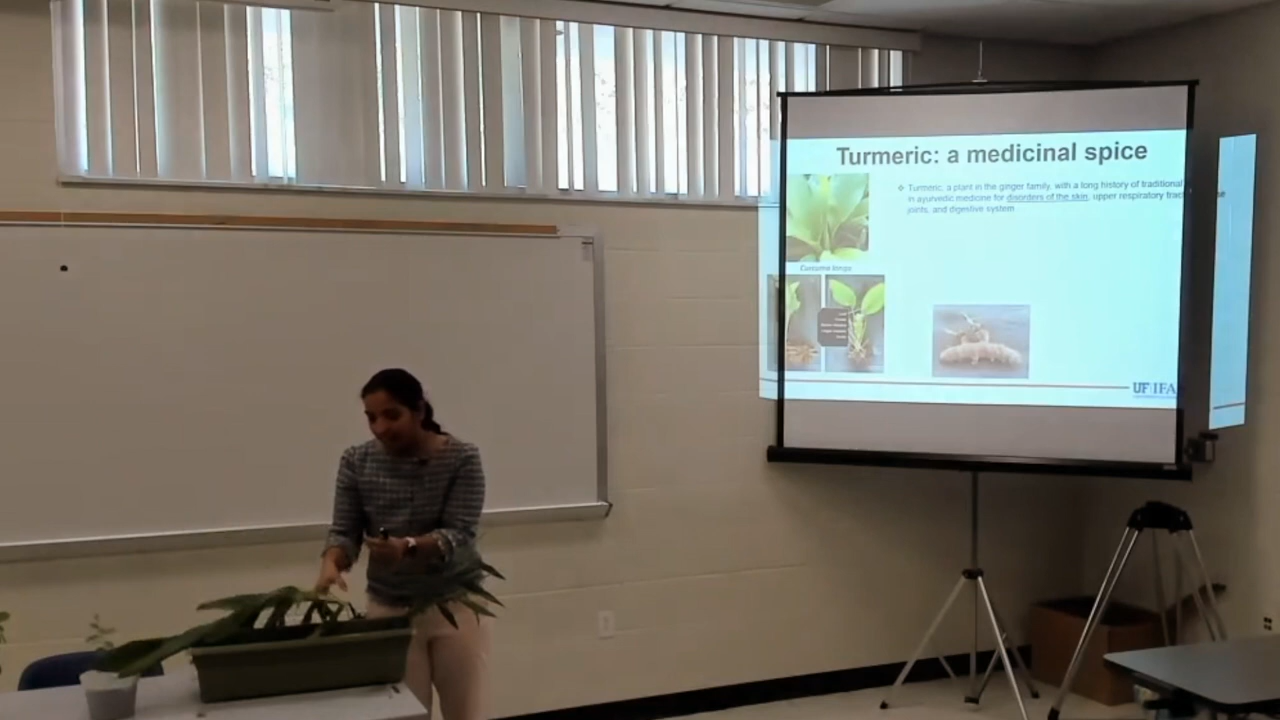 Turmeric: a medicinal spice
❖ Turmeric, a plant in the ginger family, with a long history of traditional
in ayurvedic medicine for disorders of the skin, upper respiratory tract
joints, and digestive system
Curcuma longa
UF IFA